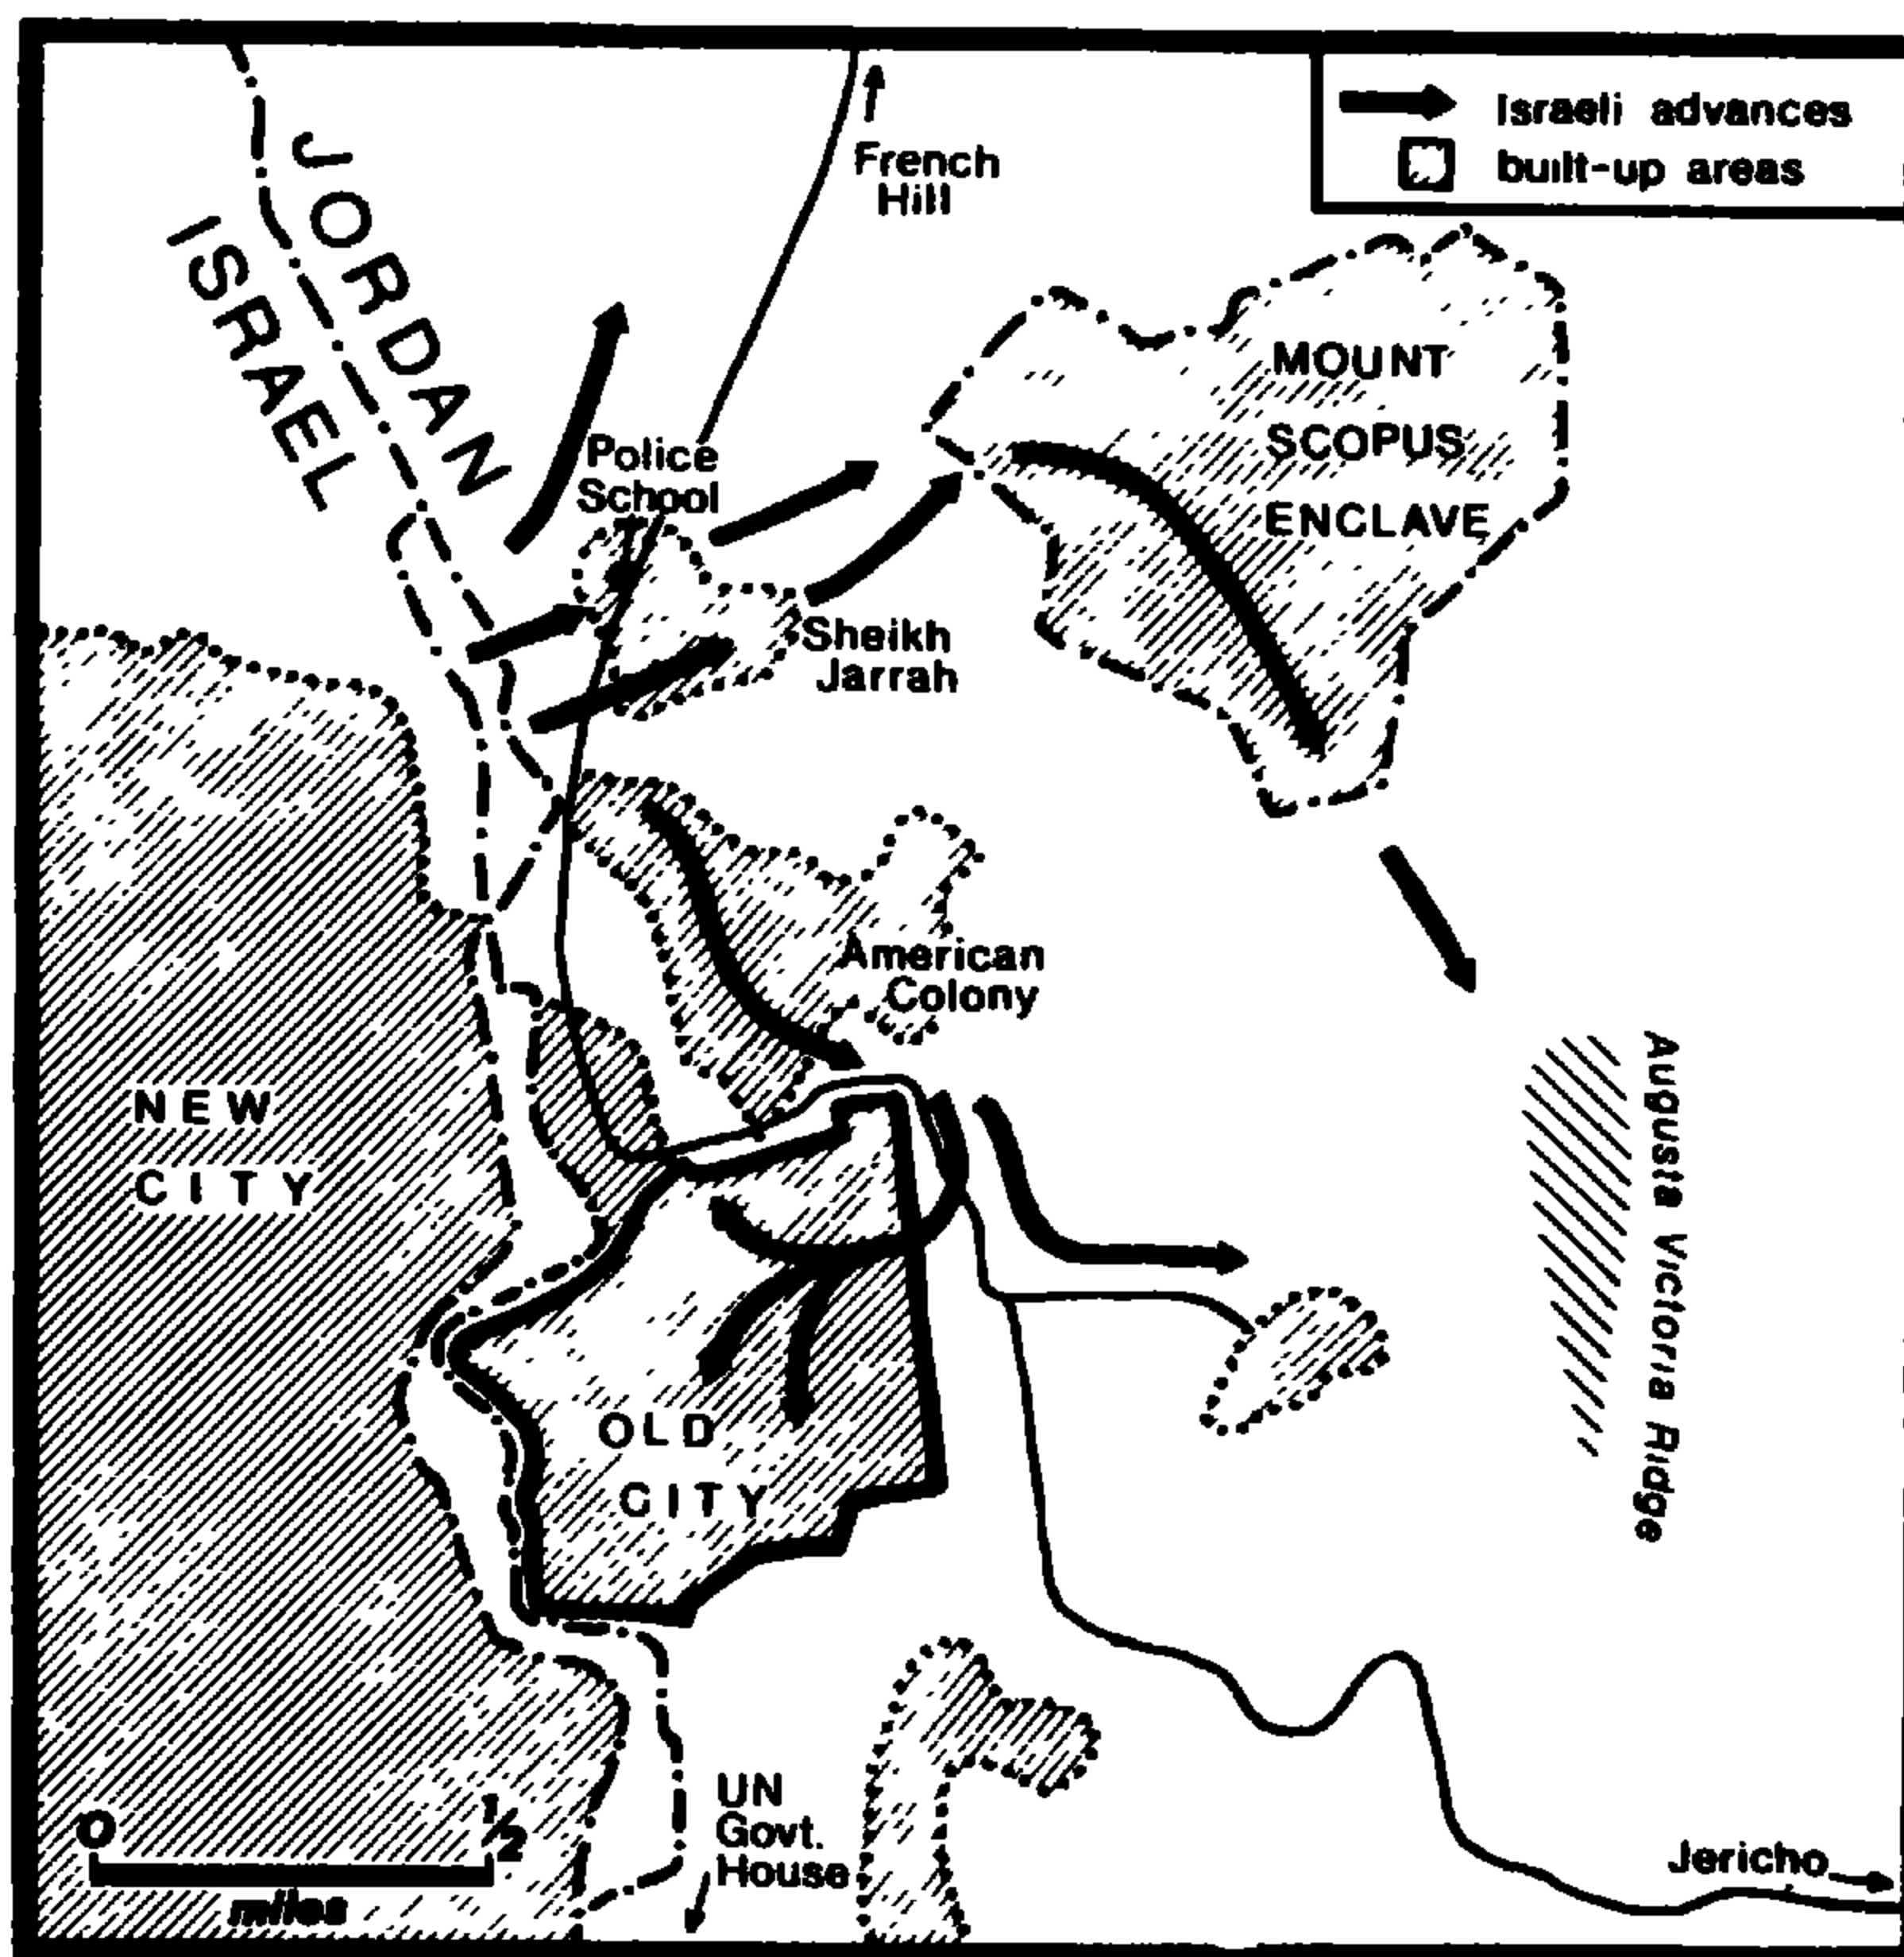 Israeli advances
built-up areas
French
Hill
JORDAN
ISRAEL
MOUNT
SCOPUS
ENCLAVE
Police
School
Sheikh
Jarrah
American
Colony
NEW
CITY
Augusta Victoria Ridge
OLD
CITY
UN
Govt.
House
0 ½
miles
Jericho